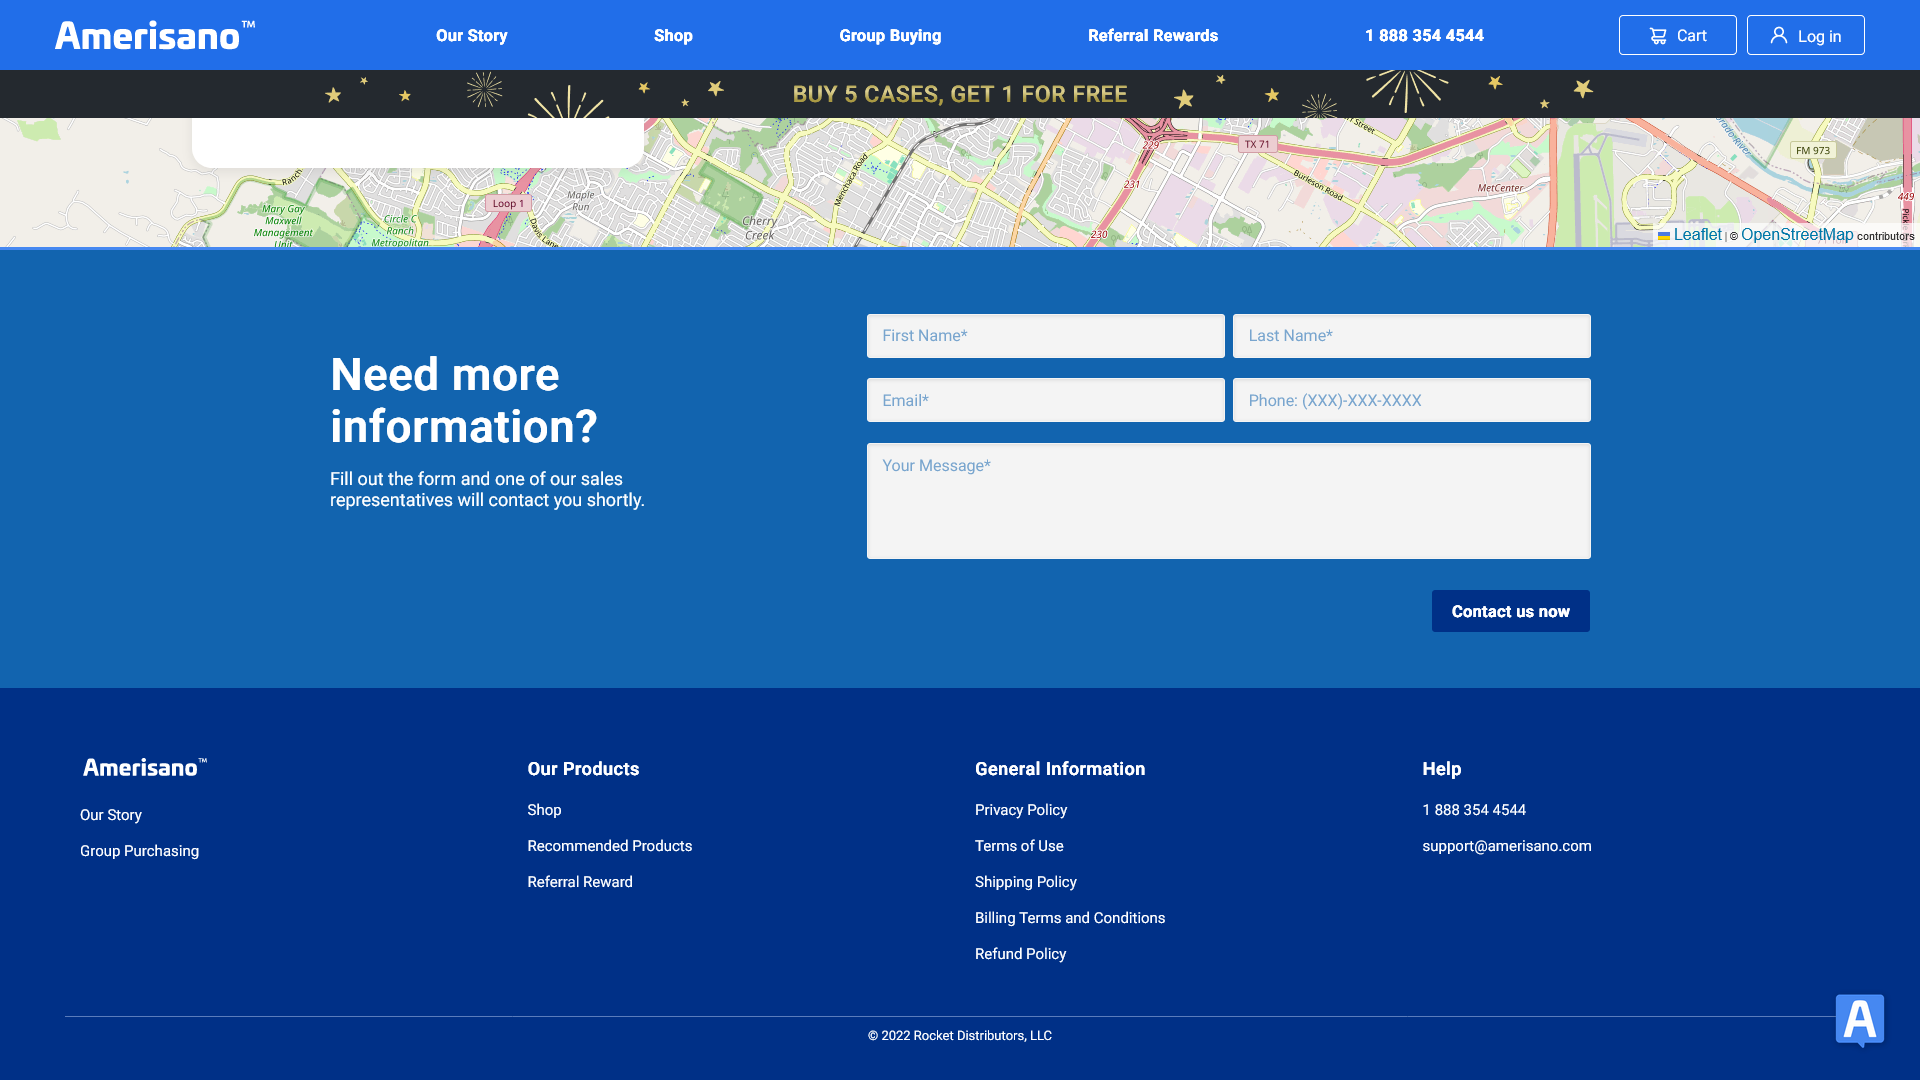 Amerisano™
Our Story
Shop
Group Buying
Referral Rewards
1 888 354 4544
Cart
Log in
BUY 5 CASES, GET 1 FOR FREE
229
TX 71
FM 973
Menchaca Road
Maple
Run
Loop 1
Davis Lane
Mary Gay
Maxwell
Management
Unit
Circle C
Ranch
Metropolitan
Cherry
Creek
231
230
Burleson Road
MetCenter
449
Leaflet | © OpenStreetMap contributors
Need more
information?
Fill out the form and one of our sales
representatives will contact you shortly.
First Name*
Last Name*
Email*
Phone: (XXX)-XXX-XXXX
Your Message*
Contact us now
Amerisano™
Our Story
Group Purchasing
Our Products
Shop
Recommended Products
Referral Reward
General Information
Privacy Policy
Terms of Use
Shipping Policy
Billing Terms and Conditions
Refund Policy
Help
1 888 354 4544
support@amerisano.com
A
© 2022 Rocket Distributors, LLC